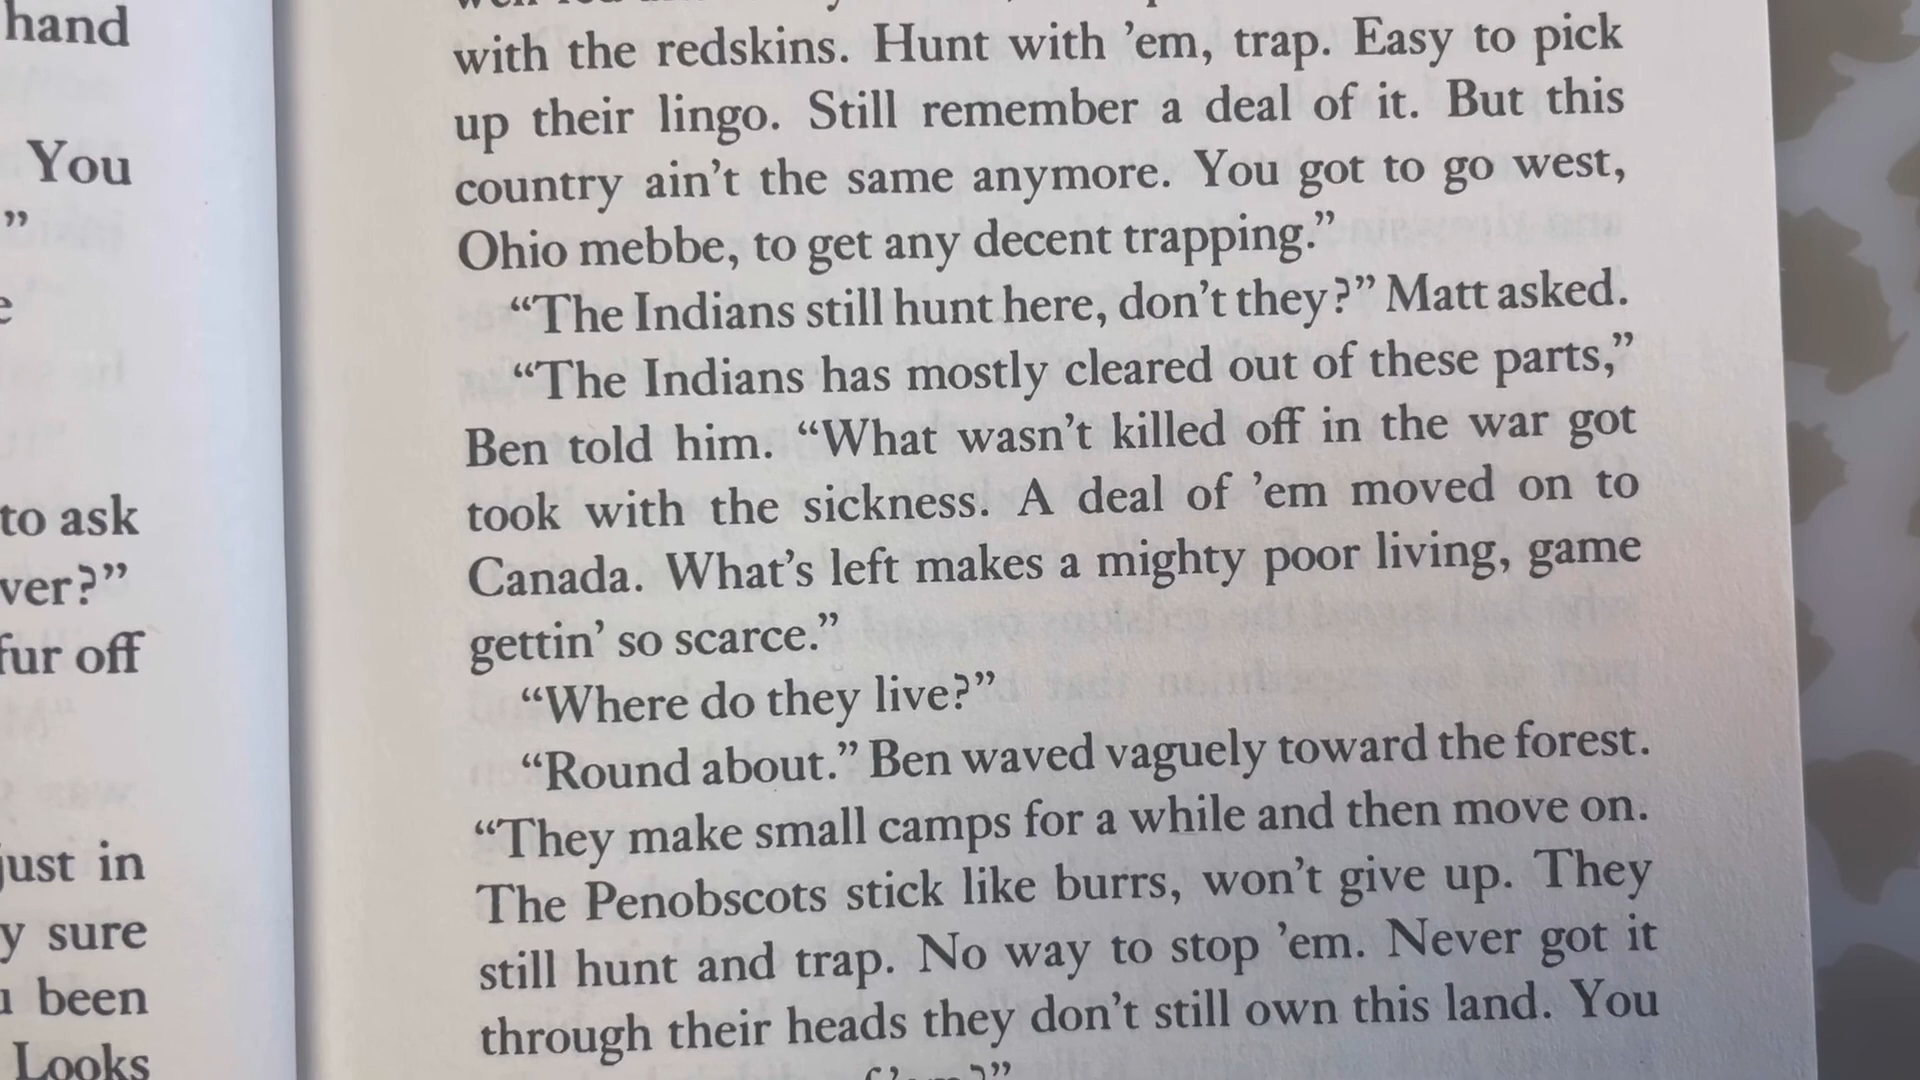 hand
You
”
to ask
ver?”
fur off
just in
y sure
been
Looks
with the redskins. Hunt with ’em, trap. Easy to pick
up their lingo. Still remember a deal of it. But this
country ain’t the same anymore. You got to go west,
Ohio mebbe, to get any decent trapping.”
“The Indians still hunt here, don’t they?” Matt asked.
“The Indians has mostly cleared out of these parts,”
Ben told him. “What wasn’t killed off in the war got
took with the sickness. A deal of ’em moved on to
Canada. What’s left makes a mighty poor living, game
gettin’ so scarce.”
“Where do they live?”
“Round about.” Ben waved vaguely toward the forest.
“They make small camps for a while and then move on.
The Penobscots stick like burrs, won’t give up. They
still hunt and trap. No way to stop ’em. Never got it
through their heads they don’t still own this land. You